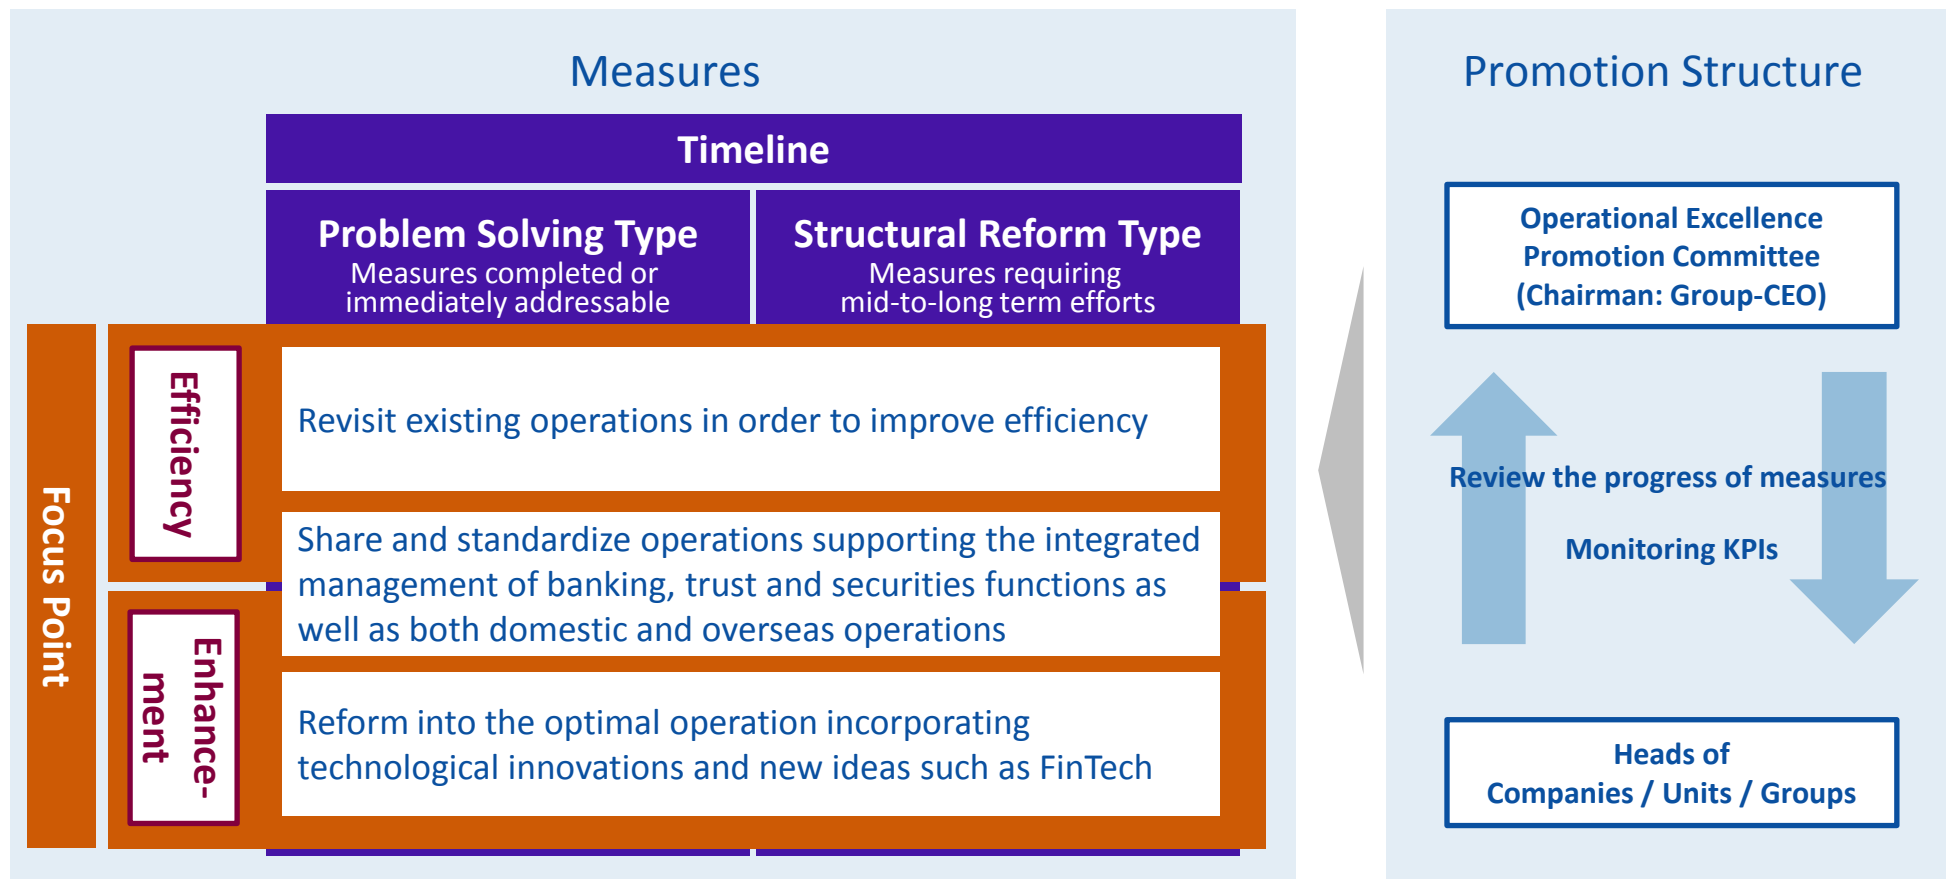 Measures
Timeline
Problem Solving Type
Measures completed or
immediately addressable
Structural Reform Type
Measures requiring
mid-to-long term efforts
Focus Point
Efficiency
Revisit existing operations in order to improve efficiency
Share and standardize operations supporting the integrated
management of banking, trust and securities functions as
well as both domestic and overseas operations
Enhance-
ment
Reform into the optimal operation incorporating
technological innovations and new ideas such as FinTech
Promotion Structure
Operational Excellence
Promotion Committee
(Chairman: Group-CEO)
Review the progress of measures
Monitoring KPIs
Heads of
Companies / Units / Groups